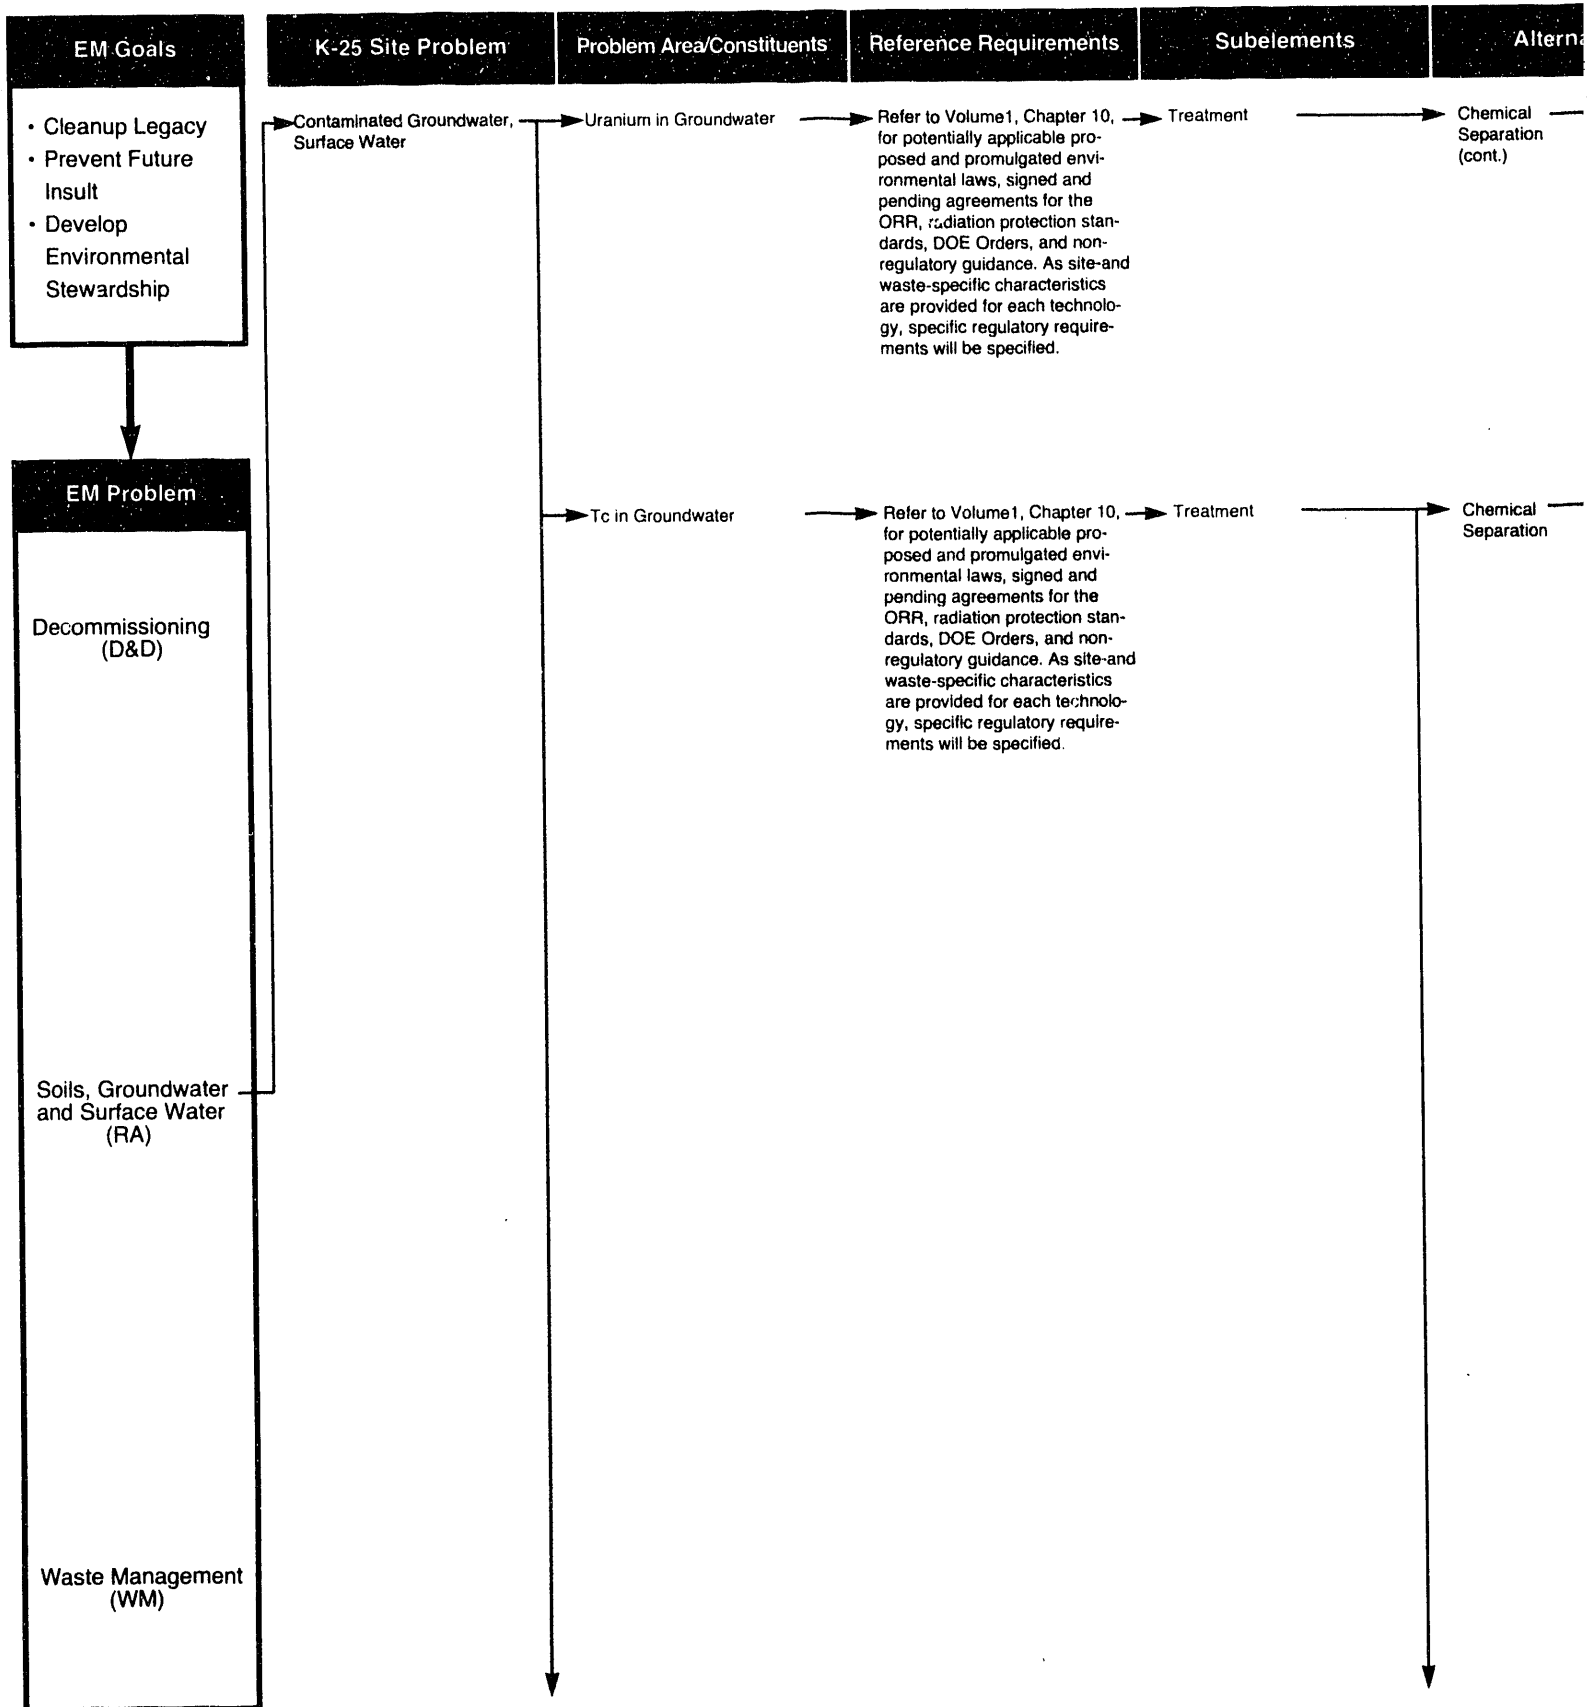 EM Goals
K-25 Site Problem
Problem Area/Constituents
Reference Requirements
Subelements
Alterna
• Cleanup Legacy
• Prevent Future
Insult
• Develop
Environmental
Stewardship
Contaminated Groundwater,
Surface Water
Uranium in Groundwater
Refer to Volume1, Chapter 10,
for potentially applicable pro-
posed and promulgated envi-
ronmental laws, signed and
pending agreements for the
ORR, radiation protection stan-
dards, DOE Orders, and non-
regulatory guidance. As site-and
waste-specific characteristics
are provided for each technolo-
gy, specific regulatory require-
ments will be specified.
Treatment
Chemical
Separation
(cont.)
EM Problem
Tc in Groundwater
Refer to Volume1, Chapter 10,
for potentially applicable pro-
posed and promulgated envi-
ronmental laws, signed and
pending agreements for the
ORR, radiation protection stan-
dards, DOE Orders, and non-
regulatory guidance. As site-and
waste-specific characteristics
are provided for each technolo-
gy, specific regulatory require-
ments will be specified.
Treatment
Chemical
Separation
Decommissioning
(D&D)
Soils, Groundwater
and Surface Water
(RA)
Waste Management
(WM)